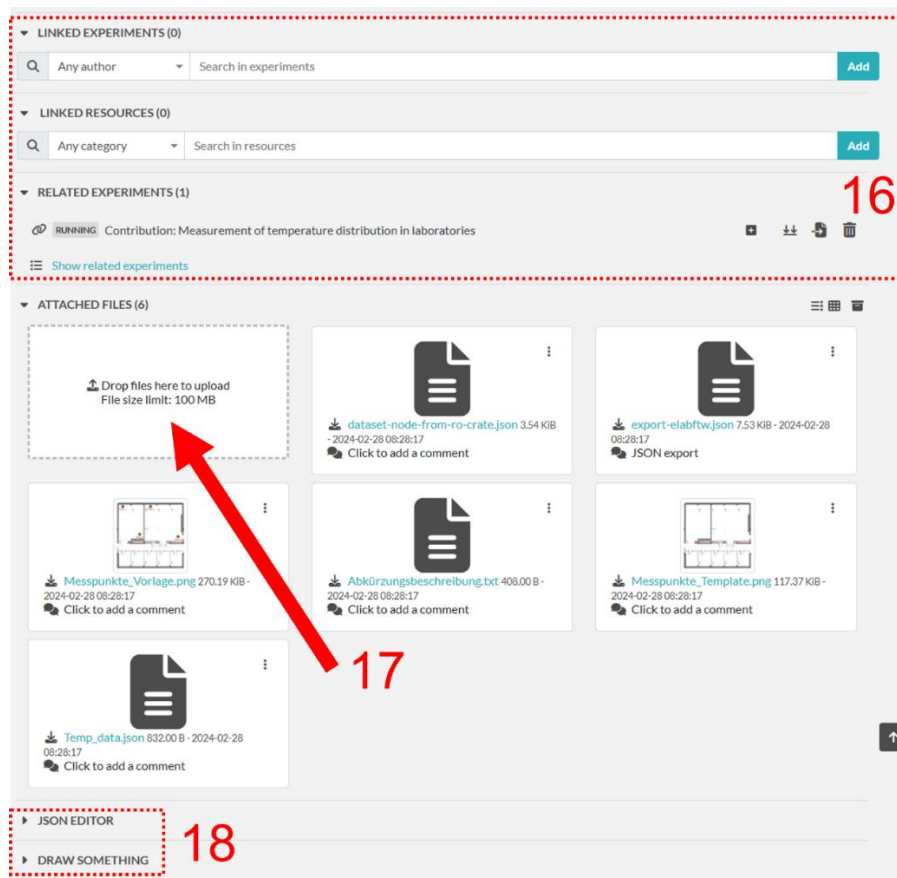 LINKED EXPERIMENTS (0)
Any author
Search in experiments
Add
LINKED RESOURCES (0)
Any category
Search in resources
Add
RELATED EXPERIMENTS (1)
16
RUNNING Contribution: Measurement of temperature distribution in laboratories
Show related experiments
ATTACHED FILES (6)
Drop files here to upload
File size limit: 100 MB
dataset-node-from-ro-crate.json 3.54 KiB
- 2024-02-28 08:28:17
Click to add a comment
export-elabftw.json 7.53 KiB - 2024-02-28
08:28:17
JSON export
Messpunkte_Vorlage.png 270.19 KiB -
2024-02-28 08:28:17
Click to add a comment
Abkürzungsbeschreibung.txt 408.00 B -
2024-02-28 08:28:17
Click to add a comment
Messpunkte_Template.png 117.37 KiB -
2024-02-28 08:28:17
Click to add a comment
17
Temp_data.json 832.00 B - 2024-02-28
08:28:17
Click to add a comment
JSON EDITOR
18
DRAW SOMETHING